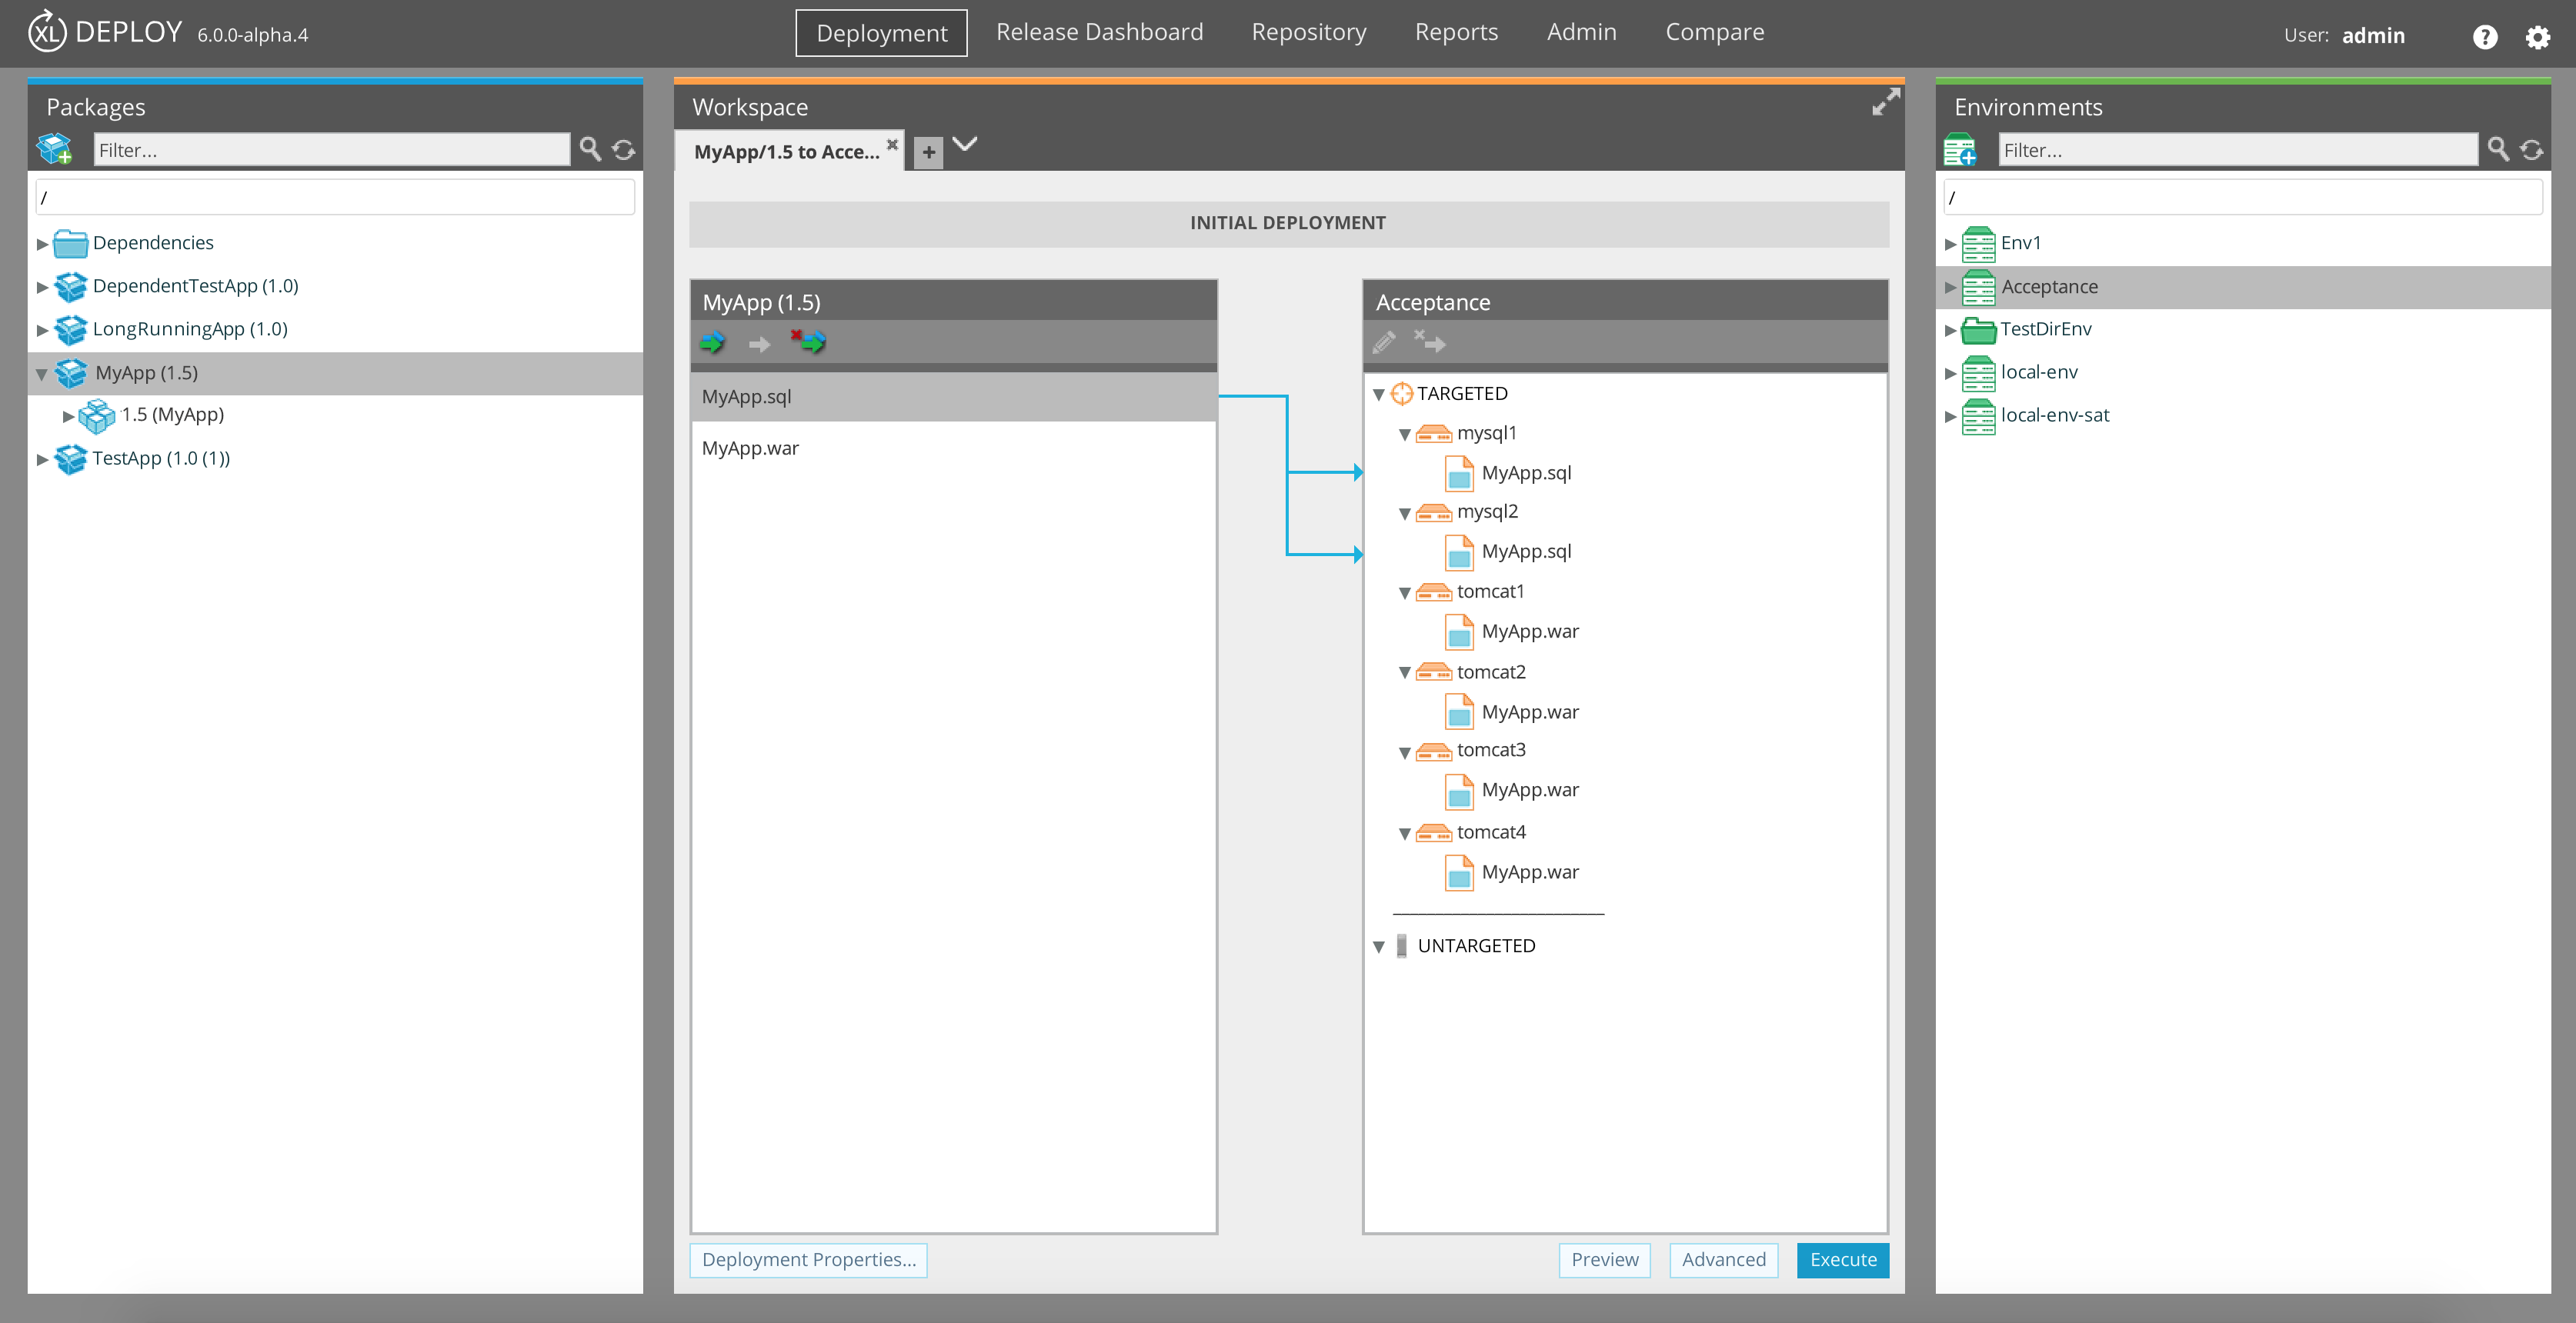 XL DEPLOY 6.0.0-alpha.4
Deployment Release Dashboard Repository Reports Admin Compare
User: admin
Packages
Filter...
/
Dependencies
DependentTestApp (1.0)
LongRunningApp (1.0)
MyApp (1.5)
1.5 (MyApp)
TestApp (1.0 (1))
Workspace
MyApp/1.5 to Acce...
INITIAL DEPLOYMENT
MyApp (1.5)
MyApp.sql
MyApp.war
Acceptance
TARGETED
mysql1
MyApp.sql
mysql2
MyApp.sql
tomcat1
MyApp.war
tomcat2
MyApp.war
tomcat3
MyApp.war
tomcat4
MyApp.war
UNTARGETED
Deployment Properties...
Preview Advanced Execute
Environments
Filter...
/
Env1
Acceptance
TestDirEnv
local-env
local-env-sat